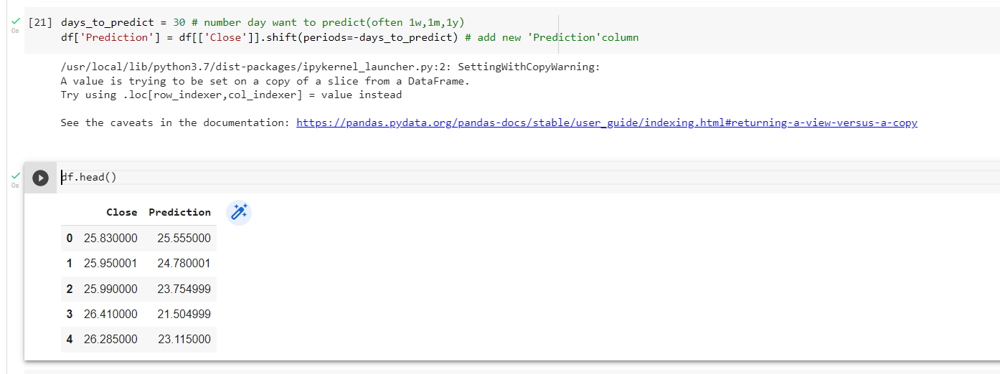 [21] days_to_predict = 30 # number day want to predict(often 1w,1m,1y)
0s
df['Prediction'] = df[['Close']].shift(periods=-days_to_predict) # add new 'Prediction'column
/usr/local/lib/python3.7/dist-packages/ipykernel_launcher.py:2: SettingWithCopyWarning:
A value is trying to be set on a copy of a slice from a DataFrame.
Try using .loc[row_indexer,col_indexer] = value instead
See the caveats in the documentation: https://pandas.pydata.org/pandas-docs/stable/user_guide/indexing.html#returning-a-view-versus-a-copy
df.head()
0s
Close Prediction
0 25.830000 25.555000
1 25.950001 24.780001
2 25.990000 23.754999
3 26.410000 21.504999
4 26.285000 23.115000